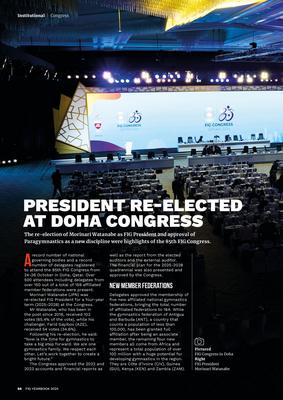 Institutional | Congress
FIG CONGRESS
FIG CONGRESS
PRESIDENT RE-ELECTED
AT DOHA CONGRESS
The re-election of Morinari Watanabe as FIG President and approval of
Paragymnastics as a new discipline were highlights of the 85th FIG Congress.
A record number of national
governing bodies and a record
number of delegates registered
to attend the 85th FIG Congress from
24-26 October in Doha, Qatar. Over
500 attendees including delegates from
over 140 out of a total of 156 affiliated
member federations were present.
Morinari Watanabe (JPN) was
re-elected FIG President for a four-year
term (2025-2028) at the Congress.
Mr Watanabe, who has been in
the post since 2016, received 102
votes (65.4% of the vote), while his
challenger, Farid Gayibov (AZE),
received 54 votes (34.6%).
Following his re-election, he said:
"Now is the time for gymnastics to
take a big step forward. We are one
gymnastics family. We respect each
other. Let's work together to create a
bright future."
The Congress approved the 2022 and
2023 accounts and financial reports as
well as the report from the elected
auditors and the external auditor.
The financial plan for the 2025-2028
quadrennial was also presented and
approved by the Congress.
NEW MEMBER FEDERATIONS
Delegates approved the membership of
five new affiliated national gymnastics
federations, bringing the total number
of affiliated federations to 164. While
the gymnastics federation of Antigua
and Barbuda (ANT), a country that
counts a population of less than
100,000, has been granted full
affiliation after being an associate
member, the remaining four new
members all come from Africa and
represent a total population of over
100 million with a huge potential for
developing gymnastics in the region.
They are Côte d'Ivoire (CIV), Guinea
(GUI), Kenya (KEN) and Zambia (ZAM).
Pictured
FIG Congress in Doha
Right
FIG President
Morinari Watanabe
FIG YEARBOOK 2024